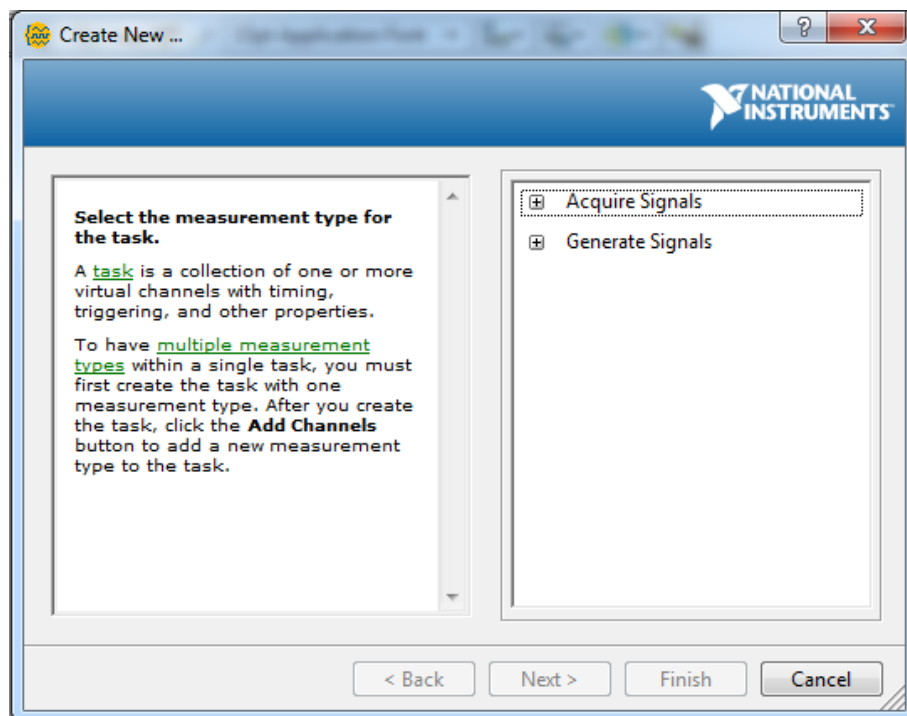 Create New ...
NATIONAL
INSTRUMENTS
Select the measurement type for
the task.
A task is a collection of one or more
virtual channels with timing,
triggering, and other properties.
To have multiple measurement
types within a single task, you must
first create the task with one
measurement type. After you create
the task, click the Add Channels
button to add a new measurement
type to the task.
Acquire Signals
Generate Signals
< Back
Next >
Finish
Cancel